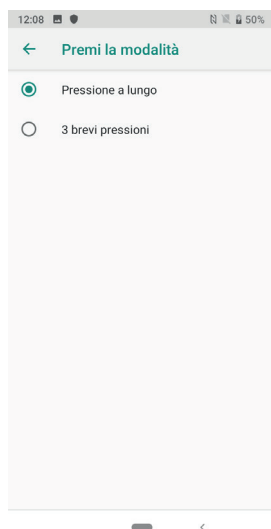 12:08 50%
Premi la modalità
Pressione a lungo
3 brevi pressioni